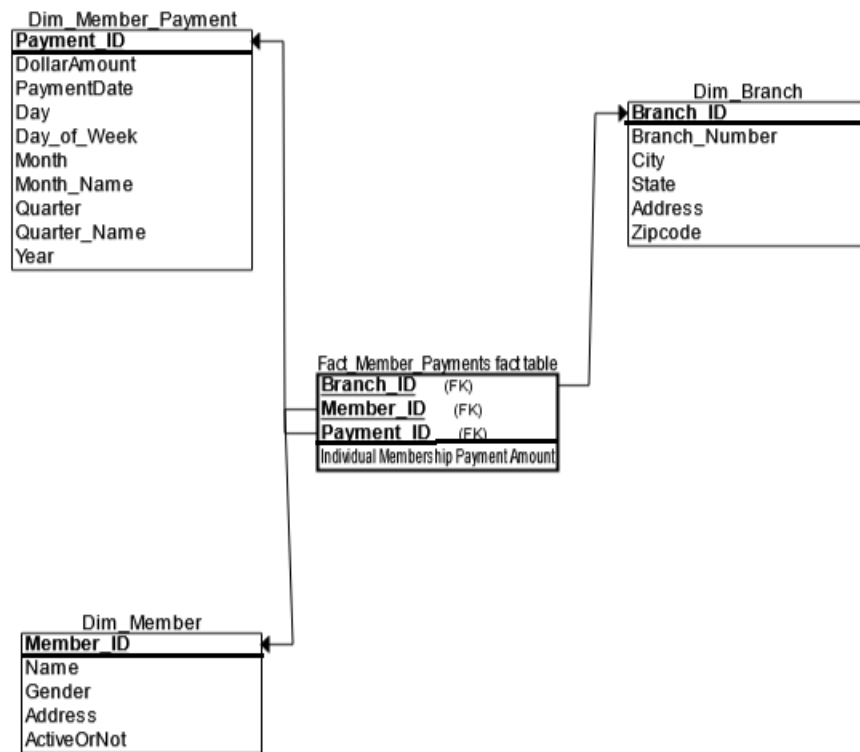 Dim_Member_Payment
Payment_ID
DollarAmount
PaymentDate
Day
Day_of_Week
Month
Month_Name
Quarter
Quarter_Name
Year
Dim_Branch
Branch_ID
Branch_Number
City
State
Address
Zipcode
Fact_Member_Payments fact table
Branch_ID (FK)
Member_ID (FK)
Payment_ID (FK)
Individual Membership Payment Amount
Dim_Member
Member_ID
Name
Gender
Address
ActiveOrNot